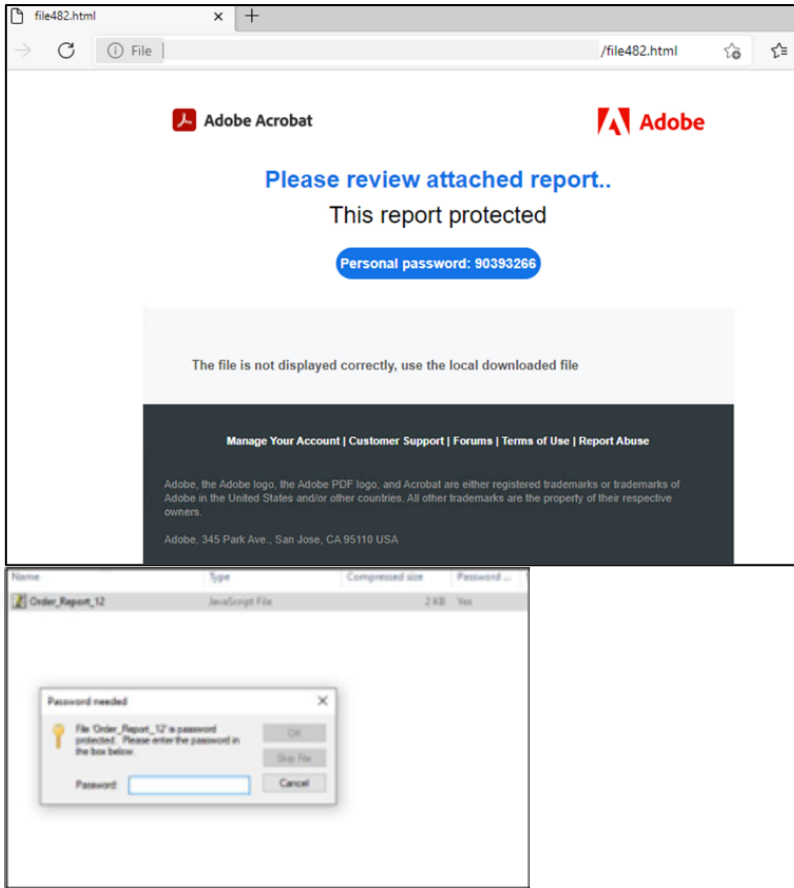 file482.html
File
/file482.html
Adobe Acrobat
Adobe
Please review attached report..
This report protected
Personal password: 90393266
The file is not displayed correctly, use the local downloaded file
Manage Your Account | Customer Support | Forums | Terms of Use | Report Abuse
Adobe, the Adobe logo, the Adobe PDF logo, and Acrobat are either registered trademarks or trademarks of
Adobe in the United States and/or other countries. All other trademarks are the property of their respective
owners.
Adobe, 345 Park Ave., San Jose, CA 95110 USA
Name Type Compressed size Password ...
Order_Report_12 JavaScript File 2 KB Yes
Password needed
File 'Order_Report_12' is password
protected. Please enter the password in
the box below.
OK
Skip File
Password:
Cancel